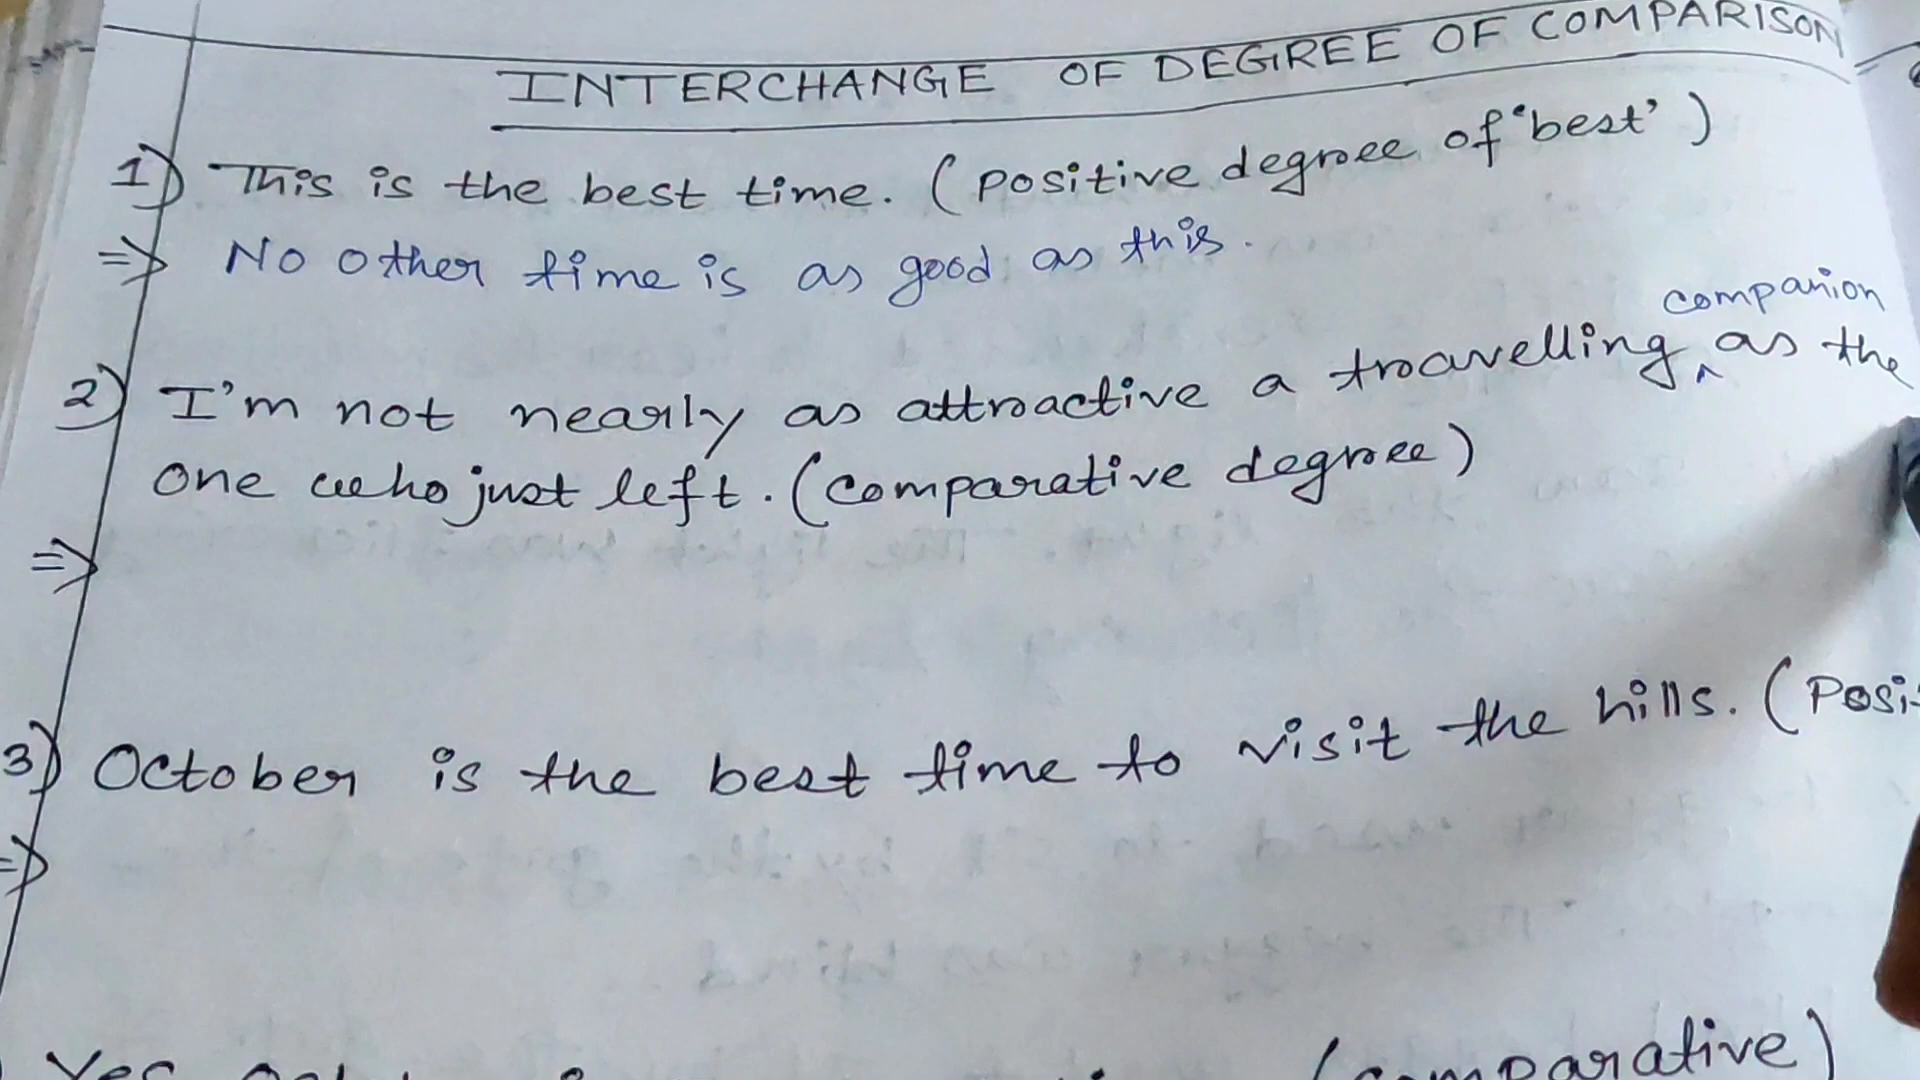 INTERCHANGE OF DEGREE OF COMPARISON
1) This is the best time. (Positive degree of 'best')
⇒ No other time is as good as this.
companion
2) I'm not nearly as attractive a travelling ^ as the
one who just left. (Comparative degree)
⇒
3) October is the best time to visit the hills. (Posi
⇒
Yes (comparative)